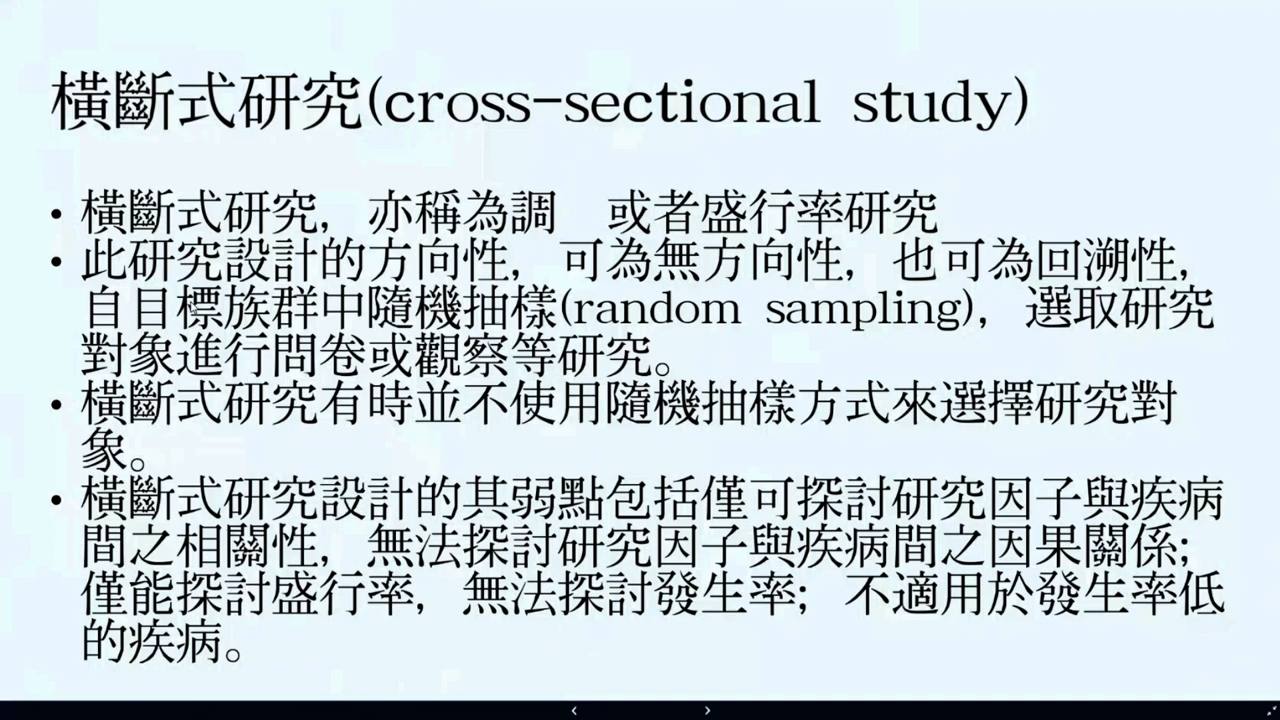 橫斷式研究(cross-sectional study)
• 橫斷式研究，亦稱為調　或者盛行率研究
• 此研究設計的方向性，可為無方向性，也可為回溯性，
自目標族群中隨機抽樣(random sampling)，選取研究
對象進行問卷或觀察等研究。
• 橫斷式研究有時並不使用隨機抽樣方式來選擇研究對
象。
• 橫斷式研究設計的其弱點包括僅可探討研究因子與疾病
間之相關性，無法探討研究因子與疾病間之因果關係；
僅能探討盛行率，無法探討發生率；不適用於發生率低
的疾病。